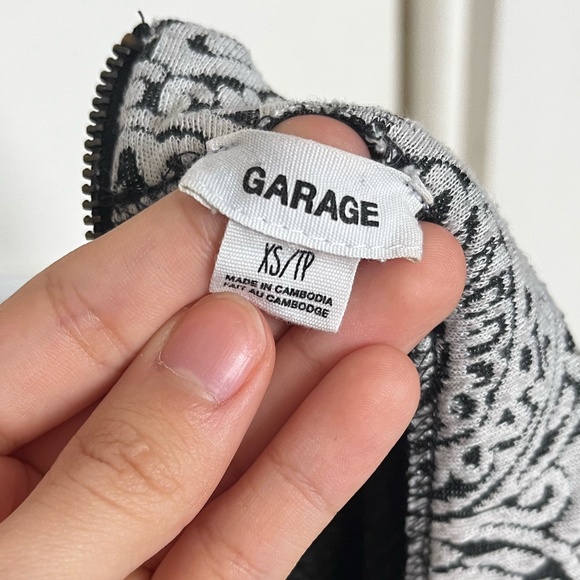 GARAGE
XS/TP
MADE IN CAMBODIA
FAIT AU CAMBODGE